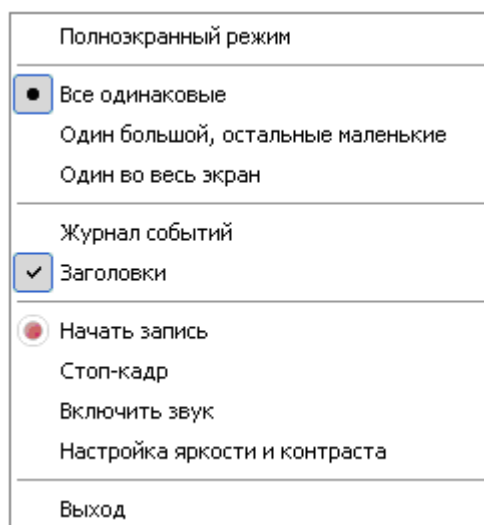 Полноэкранный режим
Все одинаковые
Один большой, остальные маленькие
Один во весь экран
Журнал событий
Заголовки
Начать запись
Стоп-кадр
Включить звук
Настройка яркости и контраста
Выход